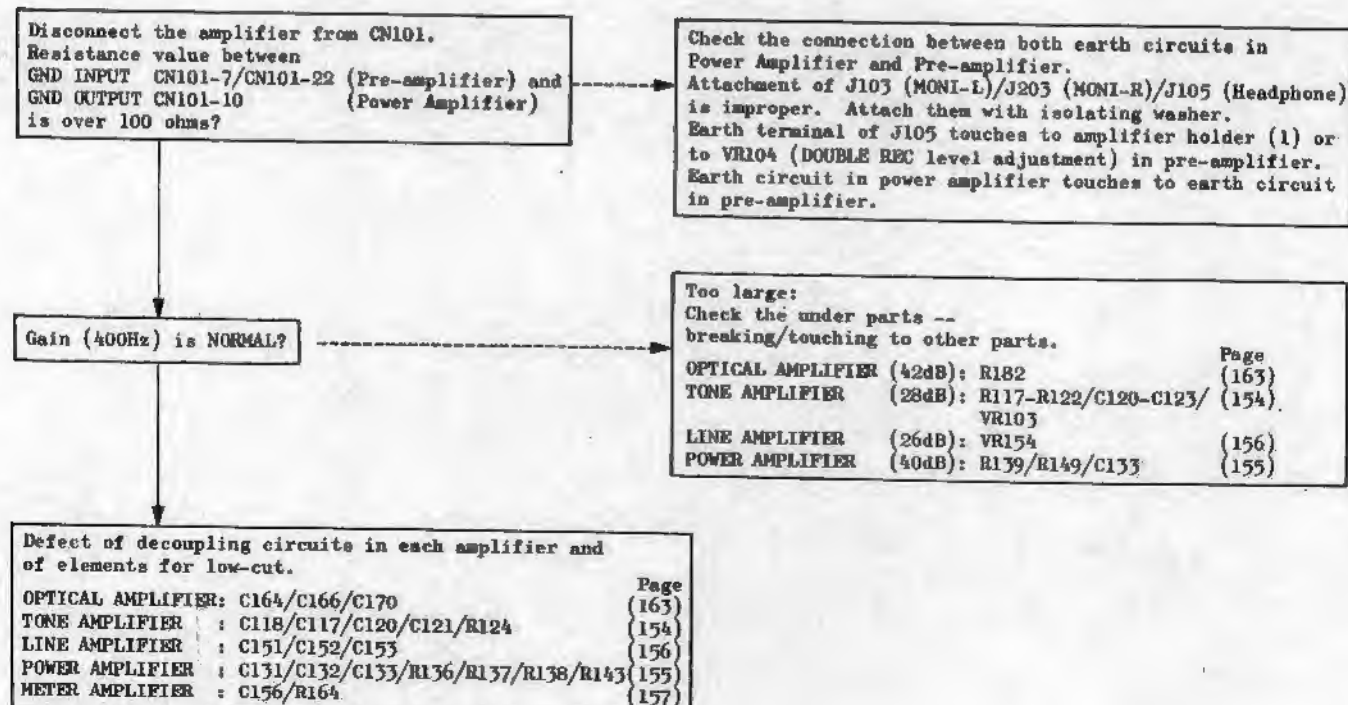 Disconnect the amplifier from CN101.
Resistance value between
GND INPUT CN101-7/CN101-22 (Pre-amplifier) and
GND OUTPUT CN101-10 (Power Amplifier)
is over 100 ohms?
Check the connection between both earth circuits in
Power Amplifier and Pre-amplifier.
Attachment of J103 (MONI-L)/J203 (MONI-R)/J105 (Headphone)
is improper. Attach them with isolating washer.
Earth terminal of J105 touches to amplifier holder (1) or
to VR104 (DOUBLE REC level adjustment) in pre-amplifier.
Earth circuit in power amplifier touches to earth circuit
in pre-amplifier.
Gain (400Hz) is NORMAL?
Too large:
Check the under parts --
breaking/touching to other parts.
Page
OPTICAL AMPLIFIER (42dB): R182 (163)
TONE AMPLIFIER (28dB): R117-R122/C120-C123/ (154)
VR103
LINE AMPLIFIER (26dB): VR154 (156)
POWER AMPLIFIER (40dB): R139/R149/C133 (155)
Defect of decoupling circuits in each amplifier and
of elements for low-cut.
Page
OPTICAL AMPLIFIER: C164/C166/C170 (163)
TONE AMPLIFIER : C118/C117/C120/C121/R124 (154)
LINE AMPLIFIER : C151/C152/C153 (156)
POWER AMPLIFIER : C131/C132/C133/R136/R137/R138/R143(155)
METER AMPLIFIER : C156/R164 (157)